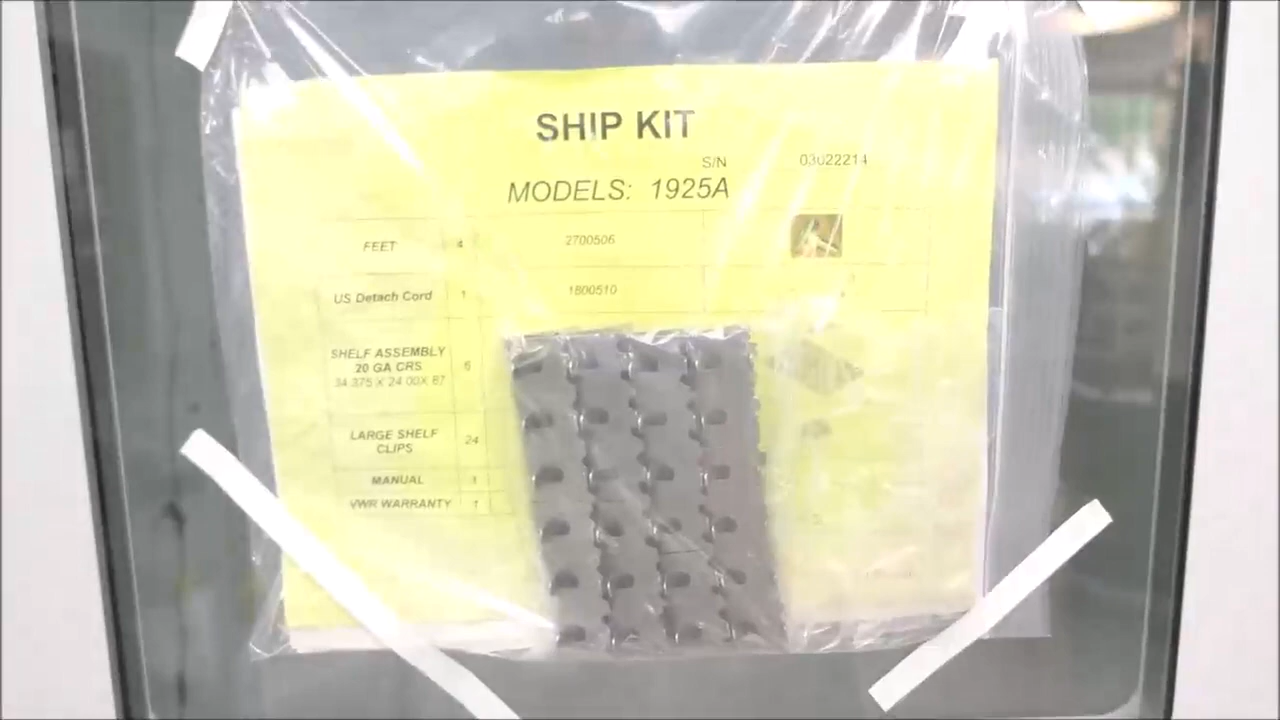 SHIP KIT
S/N 03022214
MODELS: 1925A
FEET 4 2700506
US Detach Cord 1 1800510
SHELF ASSEMBLY
20 GA CRS 6
34.375 X 24.00X 67
LARGE SHELF
CLIPS 24
MANUAL 1
VWR WARRANTY 1